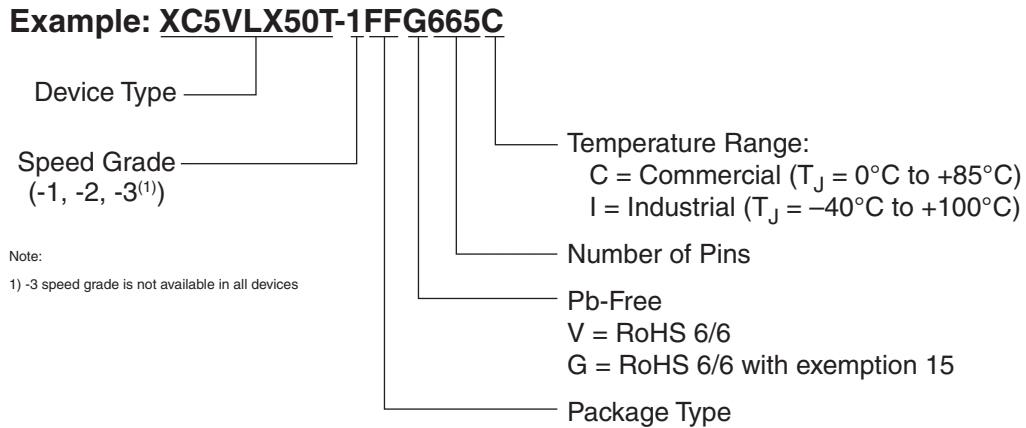 Example: XC5VLX50T-1FFG665C
Device Type
Speed Grade
(-1, -2, -3(1))
Note:
1) -3 speed grade is not available in all devices
Temperature Range:
C = Commercial (TJ = 0°C to +85°C)
I = Industrial (TJ = –40°C to +100°C)
Number of Pins
Pb-Free
V = RoHS 6/6
G = RoHS 6/6 with exemption 15
Package Type